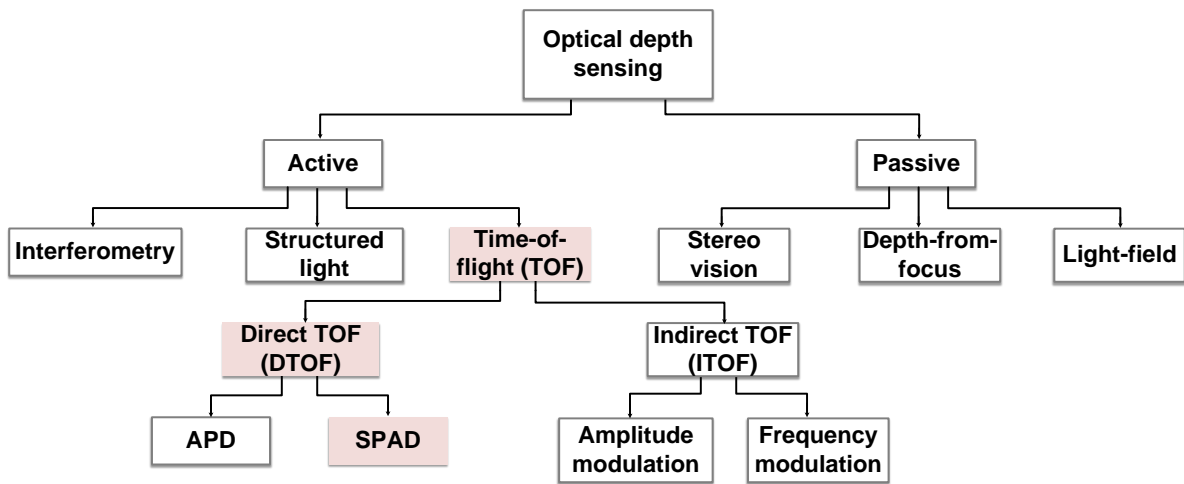 Optical depth
sensing
Active
Passive
Interferometry
Structured
light
Time-of-
flight (TOF)
Stereo
vision
Depth-from-
focus
Light-field
Direct TOF
(DTOF)
Indirect TOF
(ITOF)
APD
SPAD
Amplitude
modulation
Frequency
modulation